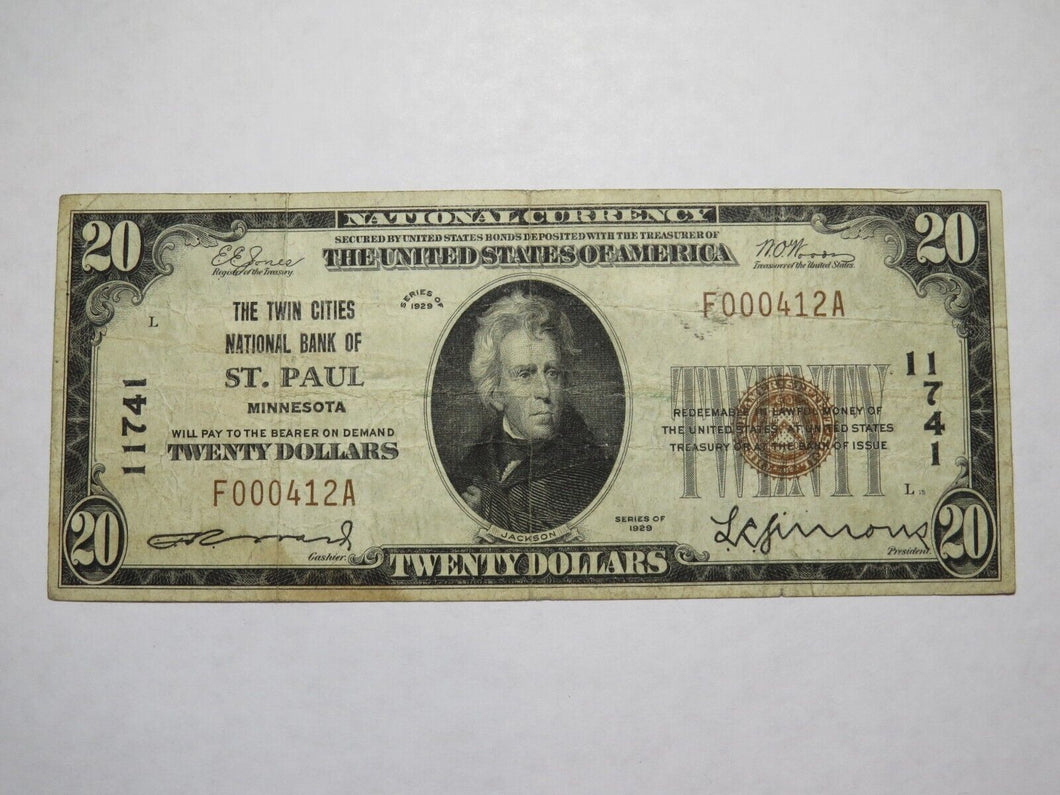 NATIONAL CURRENCY
SECURED BY UNITED STATES BONDS DEPOSITED WITH THE TREASURER OF
THE UNITED STATES OF AMERICA
20
20
E.E. Jones
Register of the Treasury.
W.O. Woods
Treasurer of the United States.
SERIES OF
1929
F000412A
L
THE TWIN CITIES
NATIONAL BANK OF
ST. PAUL
MINNESOTA
WILL PAY TO THE BEARER ON DEMAND
TWENTY DOLLARS
11741
F000412A
Cashier.
JACKSON
TWENTY
REDEEMABLE IN LAWFUL MONEY OF
THE UNITED STATES AT UNITED STATES
TREASURY OR AT THE BANK OF ISSUE
11741
L
SERIES OF
1929
President.
20
TWENTY DOLLARS
20